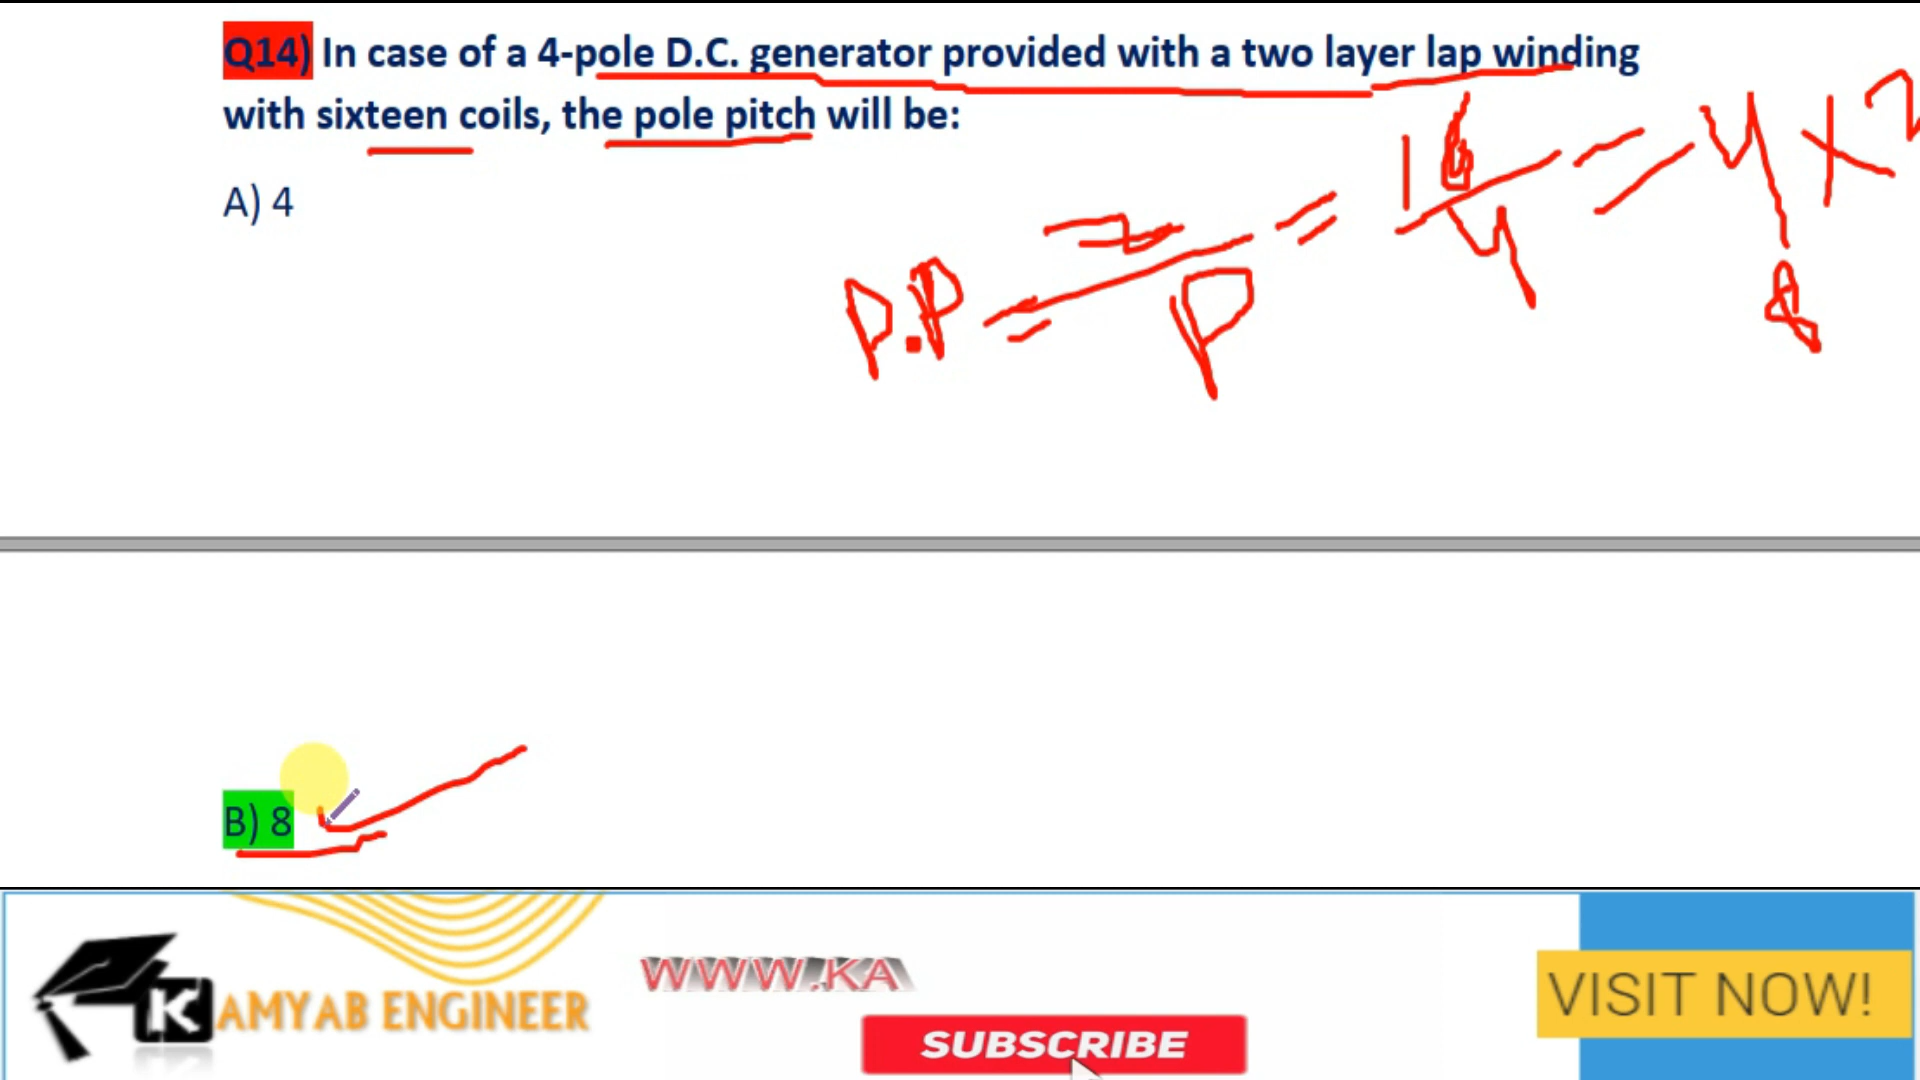 Q14) In case of a 4-pole D.C. generator provided with a two layer lap winding
with sixteen coils, the pole pitch will be:
A) 4
P.P = Z/P = 16/4 = 4 × 2
8
B) 8
K AMYAB ENGINEER
WWW.KA
SUBSCRIBE
VISIT NOW!